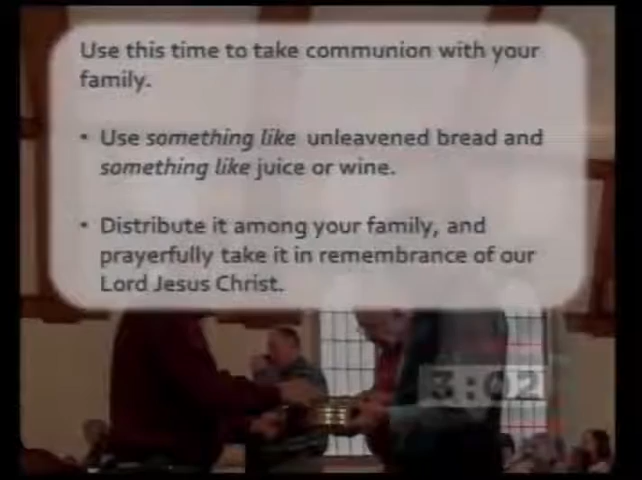 Use this time to take communion with your
family.
• Use something like unleavened bread and
something like juice or wine.
• Distribute it among your family, and
prayerfully take it in remembrance of our
Lord Jesus Christ.
3:02